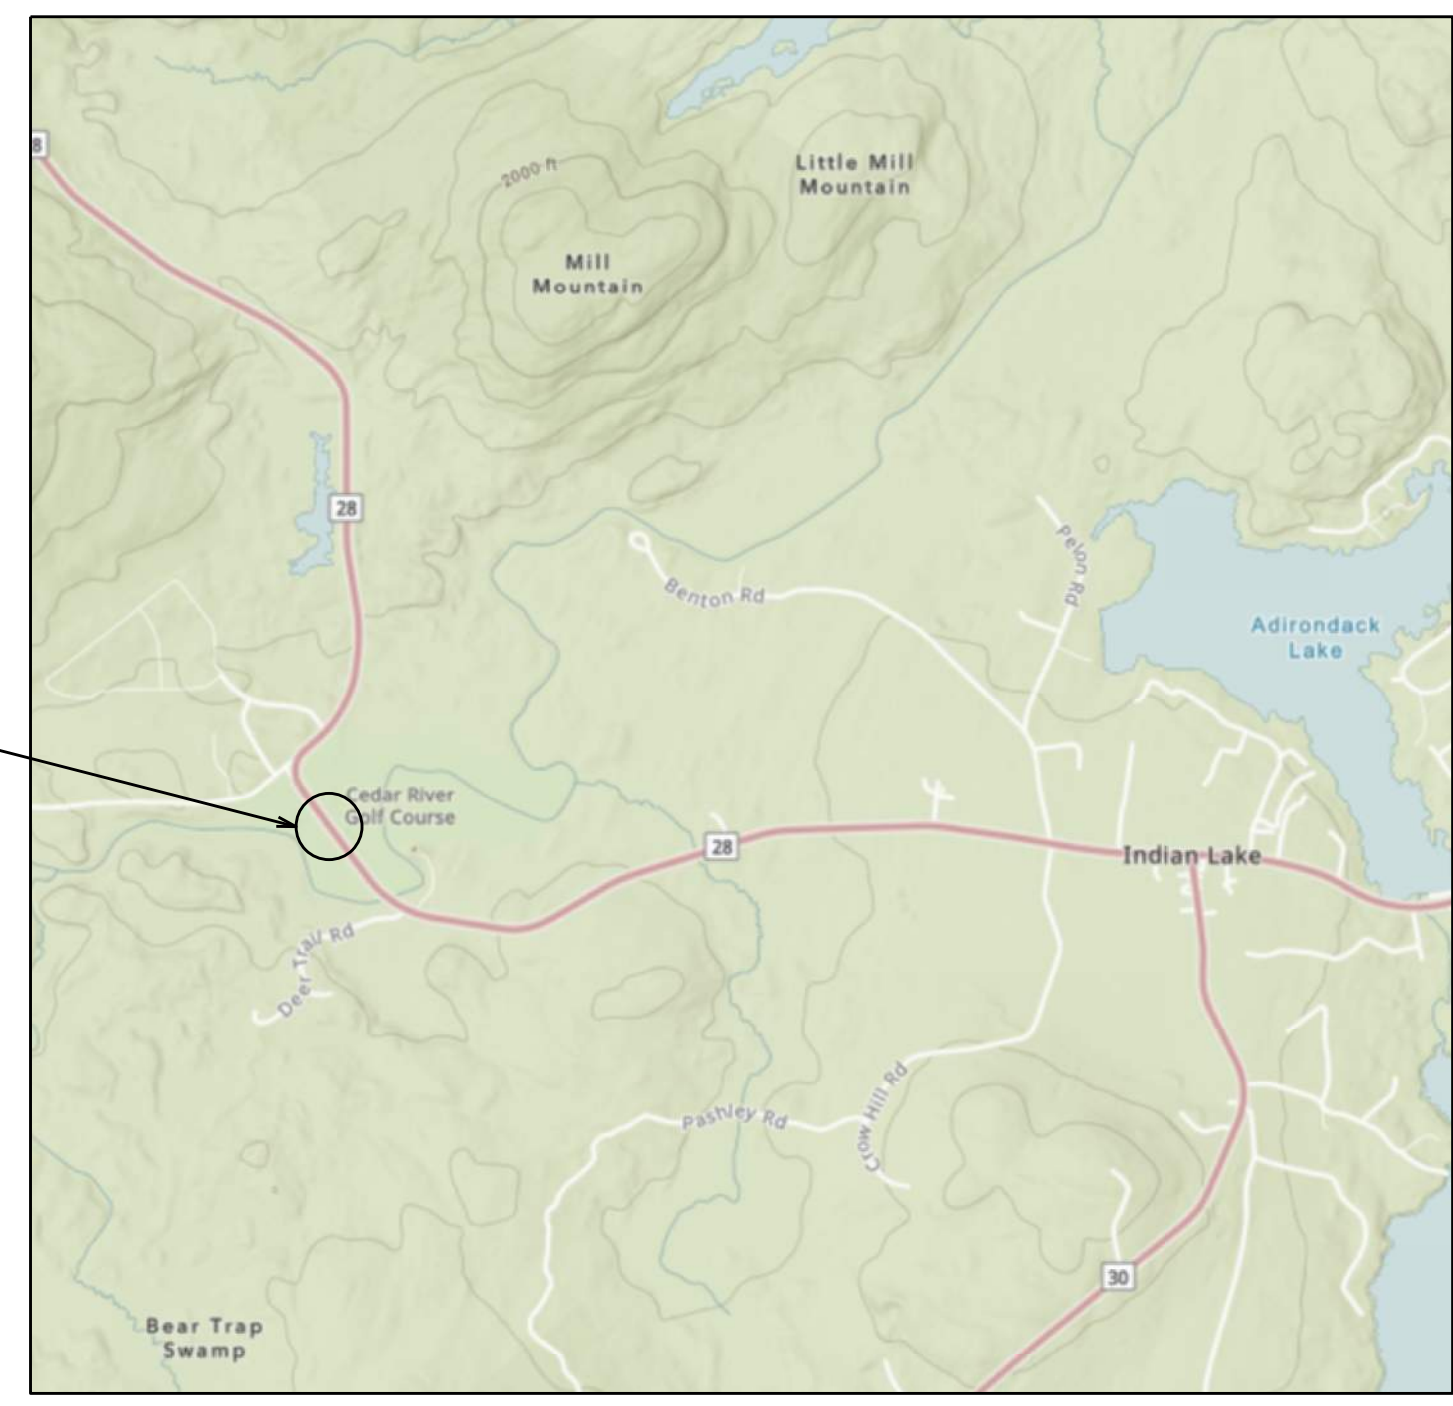 8
Little Mill
Mountain
2000 ft
Mill
Mountain
28
Pelon Rd
Benton Rd
Adirondack
Lake
Cedar River
Golf Course
28
Indian Lake
Deer Trail Rd
Crow Hill Rd
Pashley Rd
30
Bear Trap
Swamp